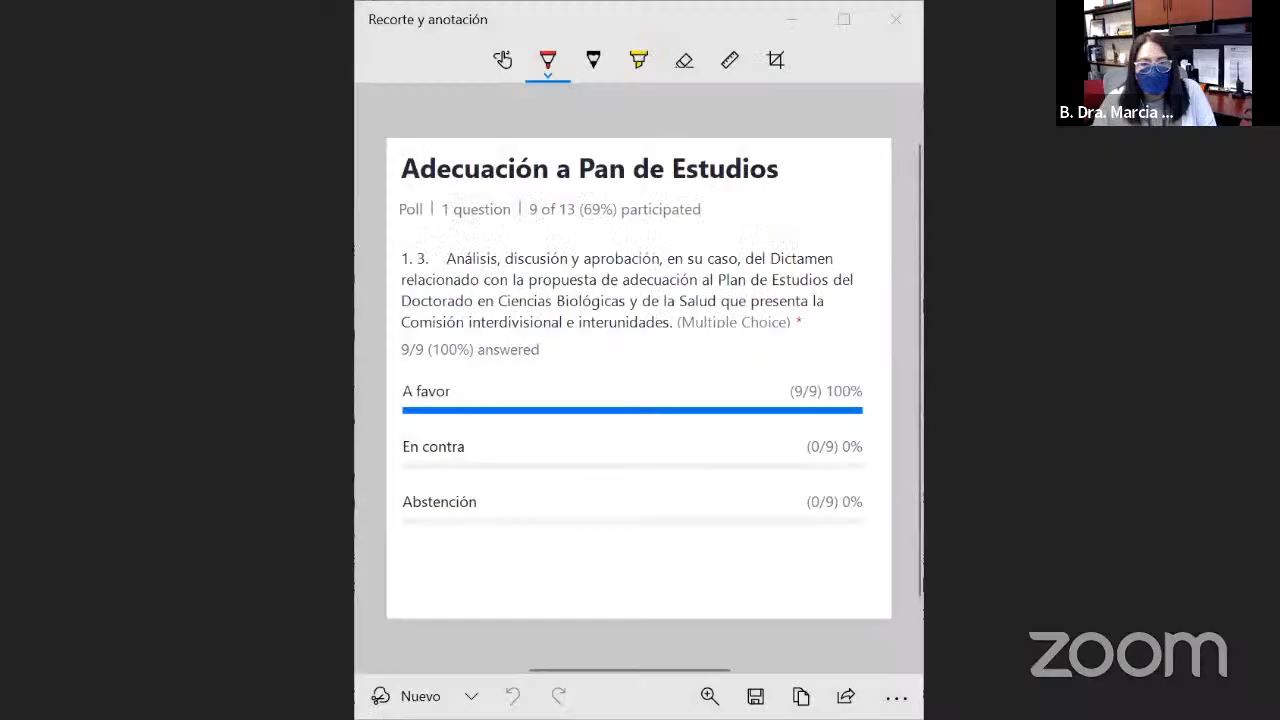 Recorte y anotación
B. Dra. Marcia ...
Adecuación a Pan de Estudios
Poll | 1 question | 9 of 13 (69%) participated
1. 3. Análisis, discusión y aprobación, en su caso, del Dictamen
relacionado con la propuesta de adecuación al Plan de Estudios del
Doctorado en Ciencias Biológicas y de la Salud que presenta la
Comisión interdivisional e interunidades. (Multiple Choice) *
9/9 (100%) answered
A favor (9/9) 100%
En contra (0/9) 0%
Abstención (0/9) 0%
zoom
Nuevo